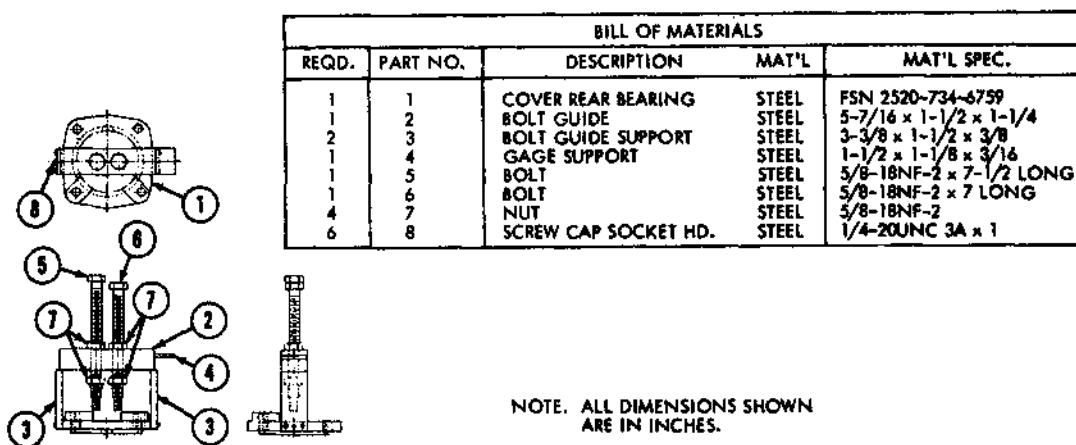 BILL OF MATERIALS
REQD. PART NO. DESCRIPTION MAT'L MAT'L SPEC.
1 1 COVER REAR BEARING STEEL FSN 2520-734-6759
1 2 BOLT GUIDE STEEL 5-7/16 x 1-1/2 x 1-1/4
2 3 BOLT GUIDE SUPPORT STEEL 3-3/8 x 1-1/2 x 3/8
1 4 GAGE SUPPORT STEEL 1-1/2 x 1-1/8 x 3/16
1 5 BOLT STEEL 5/8-18NF-2 x 7-1/2 LONG
1 6 BOLT STEEL 5/8-18NF-2 x 7 LONG
4 7 NUT STEEL 5/8-18NF-2
6 8 SCREW CAP SOCKET HD. STEEL 1/4-20UNC 3A x 1
8
1
6
5
7
7
2
4
3
3
NOTE. ALL DIMENSIONS SHOWN
ARE IN INCHES.